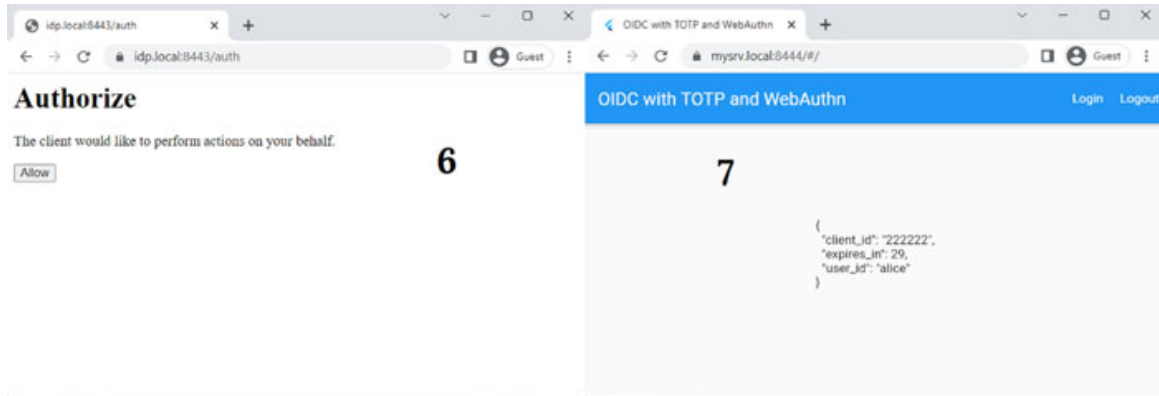 idp.local:8443/auth
idp.local:8443/auth
Guest
Authorize
The client would like to perform actions on your behalf.
Allow
6
OIDC with TOTP and WebAuthn
mysrv.local:8444/#/
Guest
OIDC with TOTP and WebAuthn
Login Logout
7
{
"client_id": "222222",
"expires_in": 29,
"user_id": "alice"
}